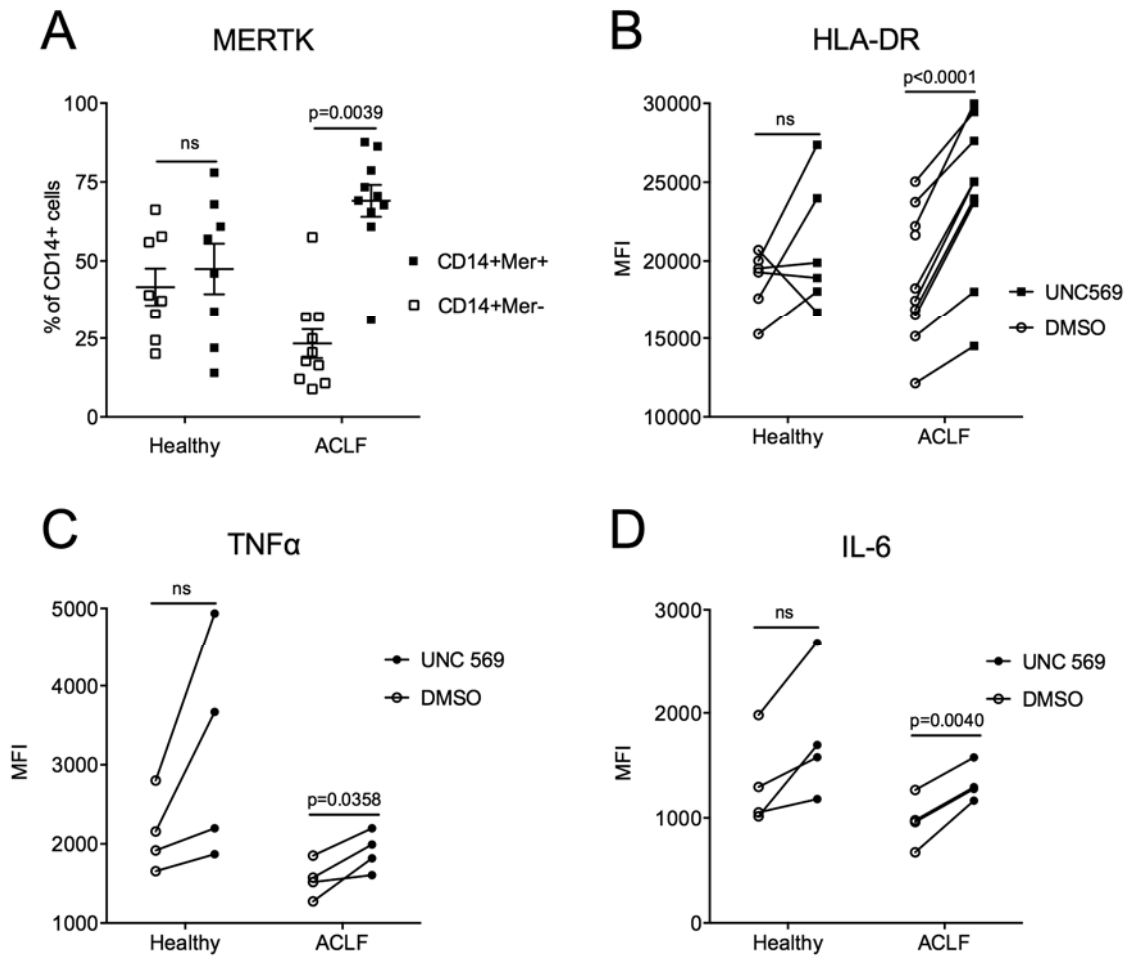 A
MERTK
100
75
50
25
0
% of CD14+ cells
ns
p=0.0039
CD14+Mer+
CD14+Mer-
Healthy
ACLF
B
HLA-DR
30000
25000
20000
15000
10000
MFI
ns
p<0.0001
UNC569
DMSO
Healthy
ACLF
C
TNFα
5000
4000
3000
2000
1000
MFI
ns
p=0.0358
UNC 569
DMSO
Healthy
ACLF
D
IL-6
3000
2000
1000
0
MFI
ns
p=0.0040
UNC 569
DMSO
Healthy
ACLF